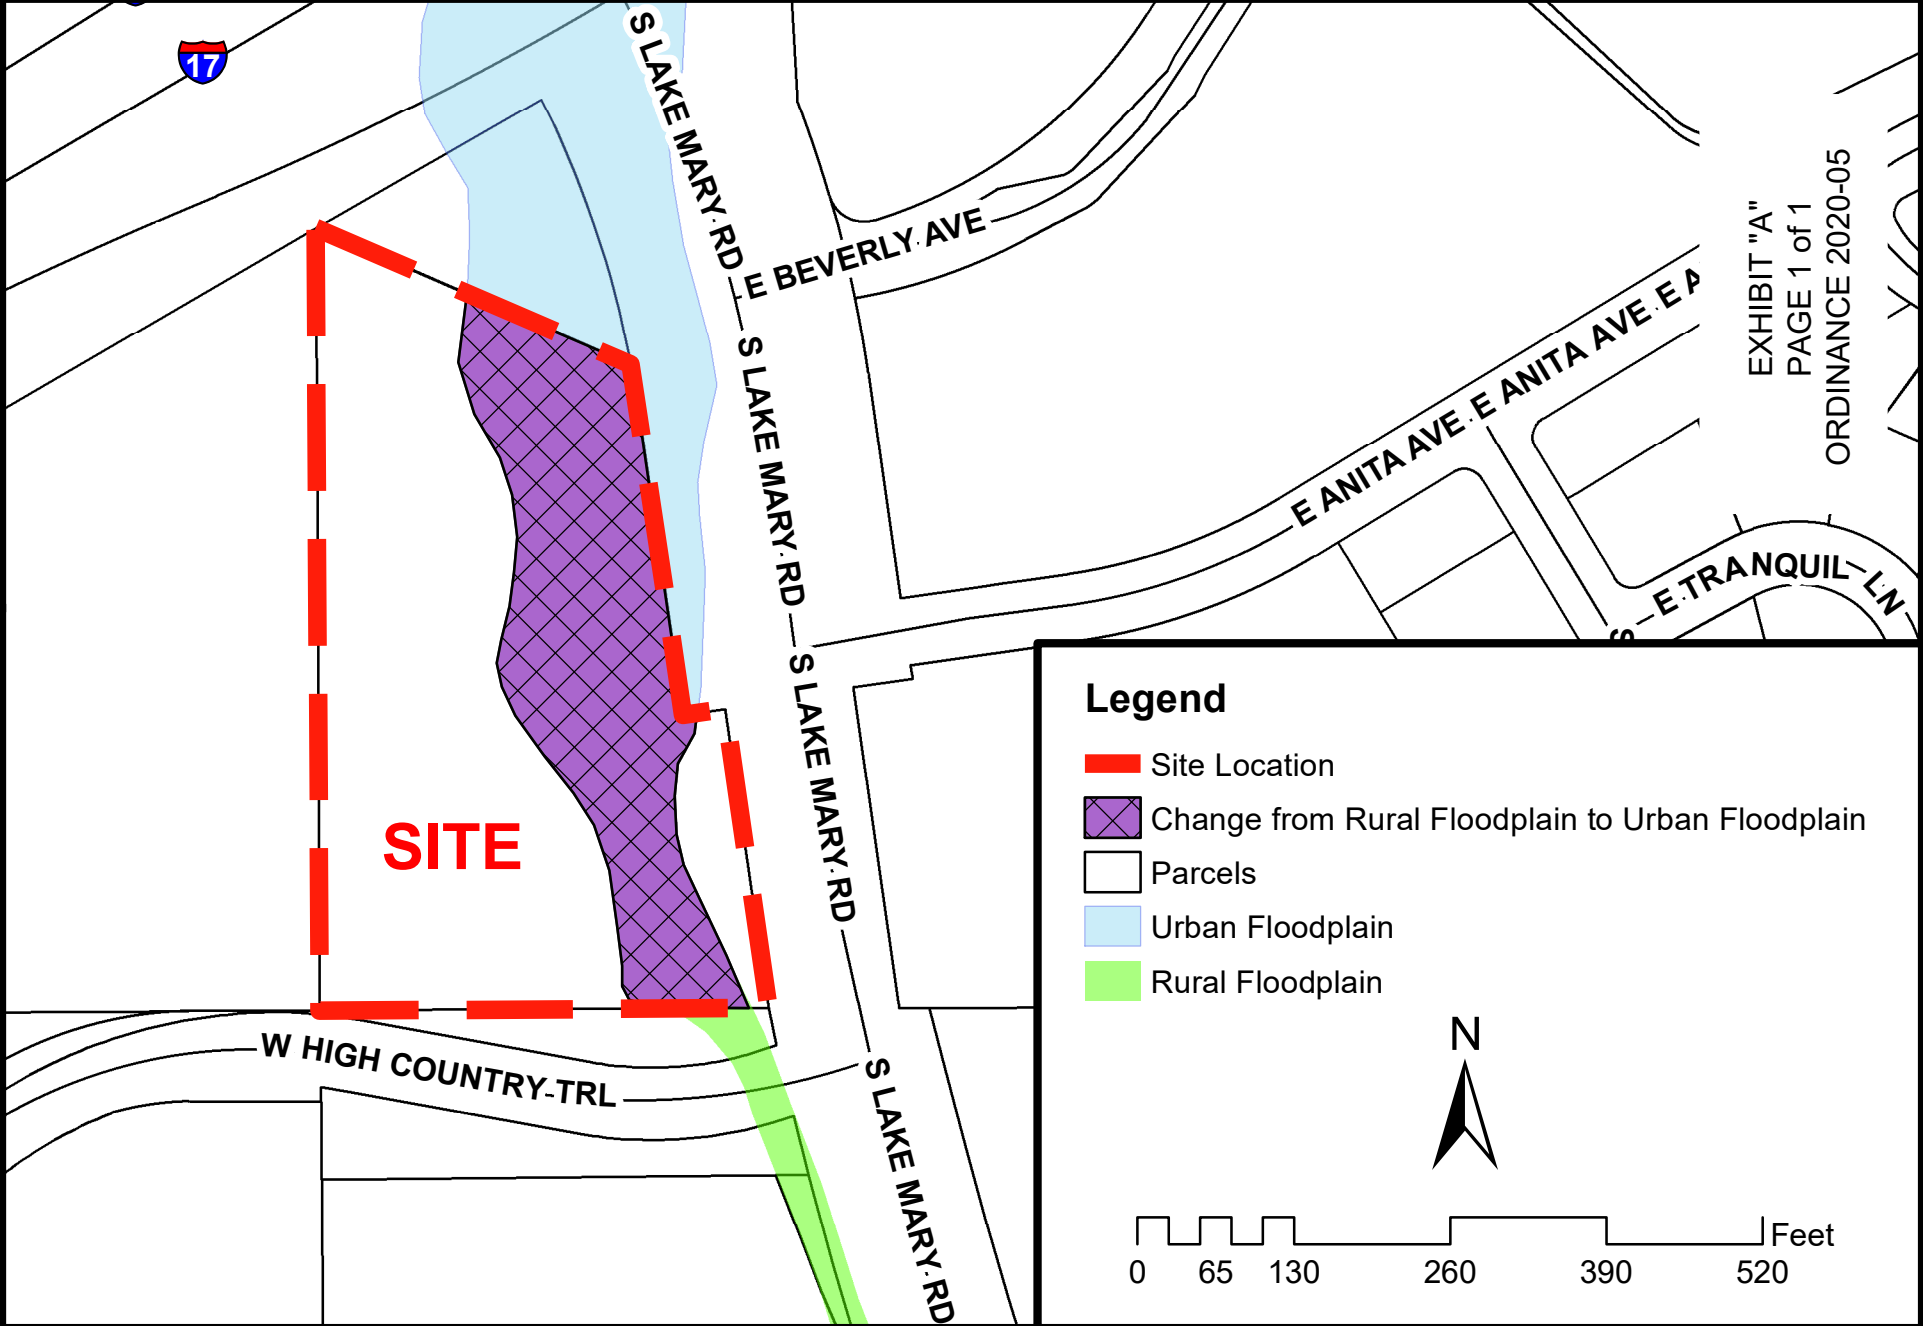 17
S LAKE MARY RD
E BEVERLY AVE
S LAKE MARY RD
E ANITA AVE
E ANITA AVE
E A
EXHIBIT "A"
PAGE 1 of 1
ORDINANCE 2020-05
E TRANQUIL LN
S
S LAKE MARY RD
SITE
W HIGH COUNTRY TRL
S LAKE MARY RD
Legend
Site Location
Change from Rural Floodplain to Urban Floodplain
Parcels
Urban Floodplain
Rural Floodplain
N
Feet
0 65 130 260 390 520